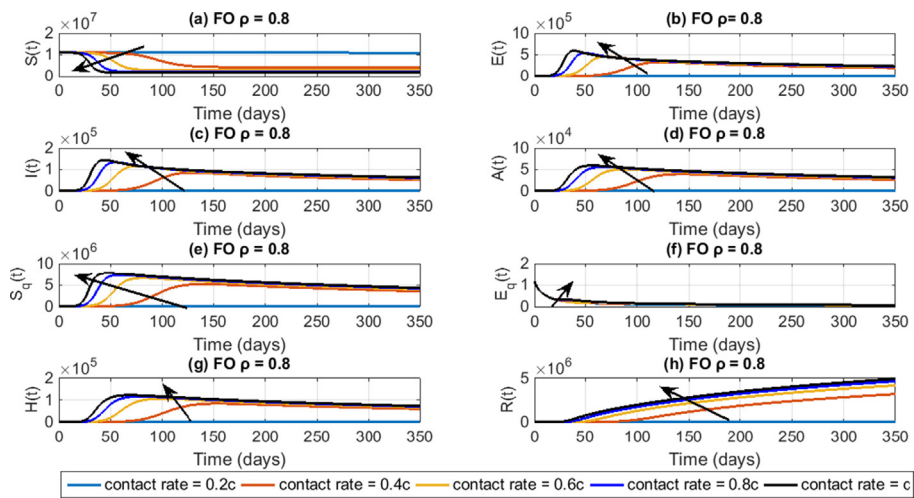 (a) FO ρ = 0.8
×10⁷
2
1
0
S(t)
0 50 100 150 200 250 300 350
Time (days)
(b) FO ρ = 0.8
×10⁵
10
5
0
E(t)
0 50 100 150 200 250 300 350
Time (days)
(c) FO ρ = 0.8
×10⁵
2
1
0
I(t)
0 50 100 150 200 250 300 350
Time (days)
(d) FO ρ = 0.8
×10⁴
10
5
0
A(t)
0 50 100 150 200 250 300 350
Time (days)
(e) FO ρ = 0.8
×10⁶
10
5
0
S_q(t)
0 50 100 150 200 250 300 350
Time (days)
(f) FO ρ = 0.8
2
1
0
E_q(t)
0 50 100 150 200 250 300 350
Time (days)
(g) FO ρ = 0.8
×10⁵
2
1
0
H(t)
0 50 100 150 200 250 300 350
Time (days)
(h) FO ρ = 0.8
×10⁶
5
0
R(t)
0 50 100 150 200 250 300 350
Time (days)
contact rate = 0.2c contact rate = 0.4c contact rate = 0.6c contact rate = 0.8c contact rate = c